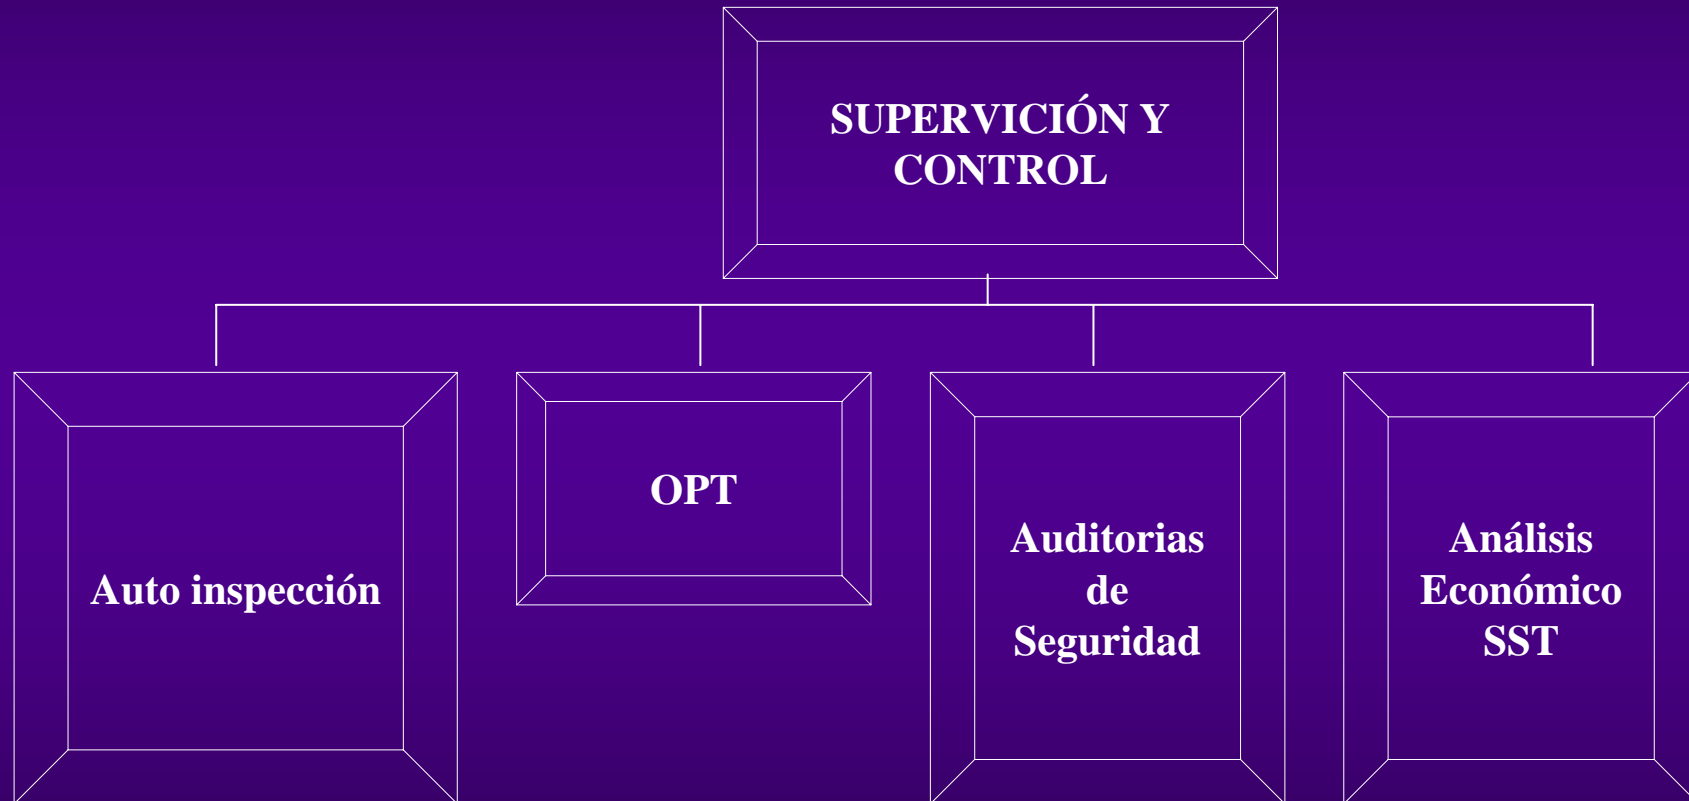 SUPERVICIÓN Y
CONTROL
Auto inspección
OPT
Auditorias
de
Seguridad
Análisis
Económico
SST